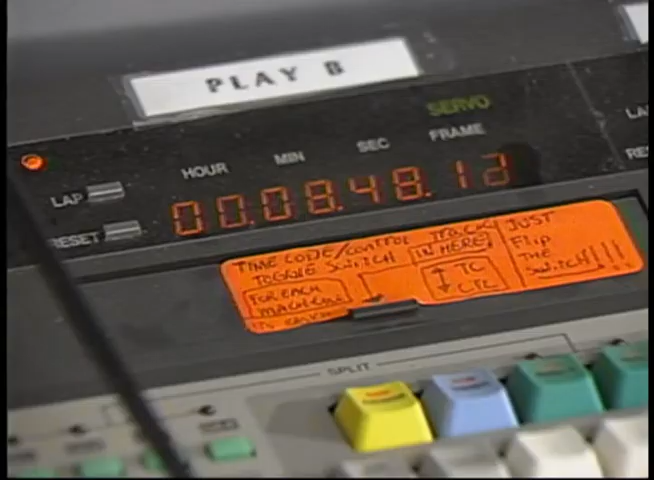 PLAY B
SERVO
HOUR MIN SEC FRAME
LAP
RESET
00.08.48.12
TIME CODE/CONTROL TRACK
TOGGLE SWITCH IN HERE!
FOR EACH
MACHINE
TC
CTL
JUST
Flip
THE
SWITCH!!!!
SPLIT